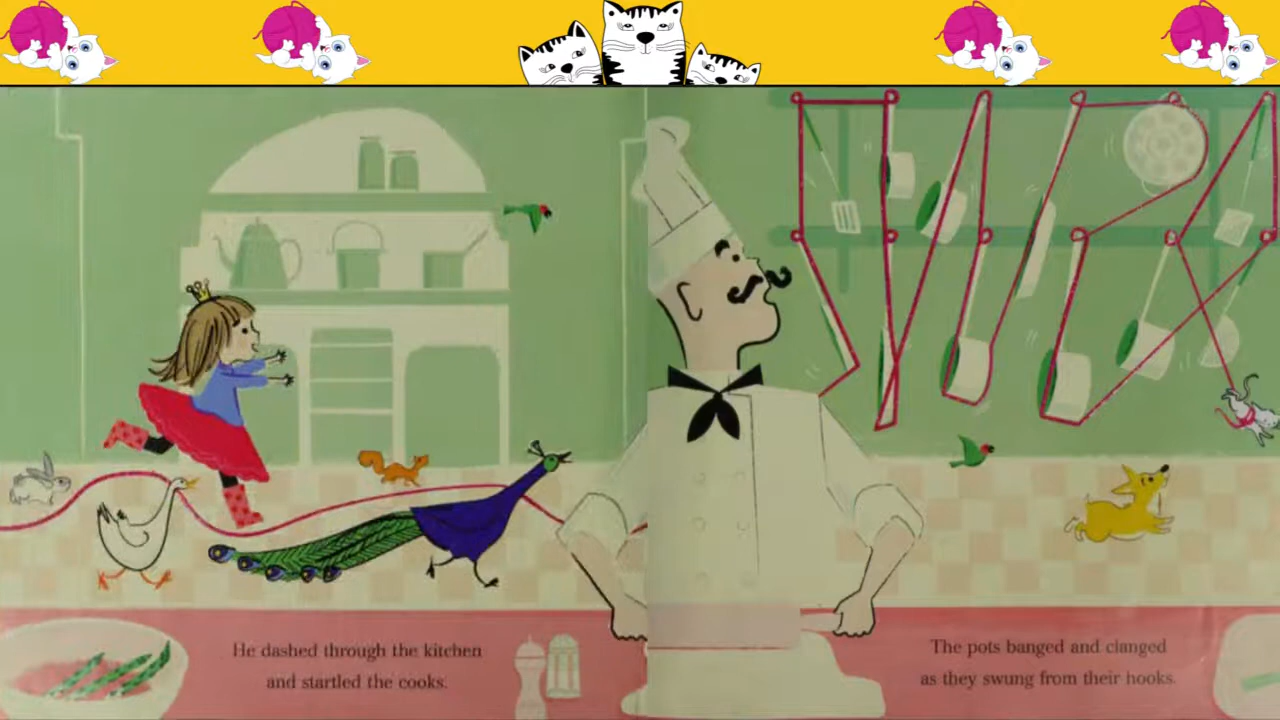 He dashed through the kitchen
and startled the cooks.
The pots banged and clanged
as they swung from their hooks.